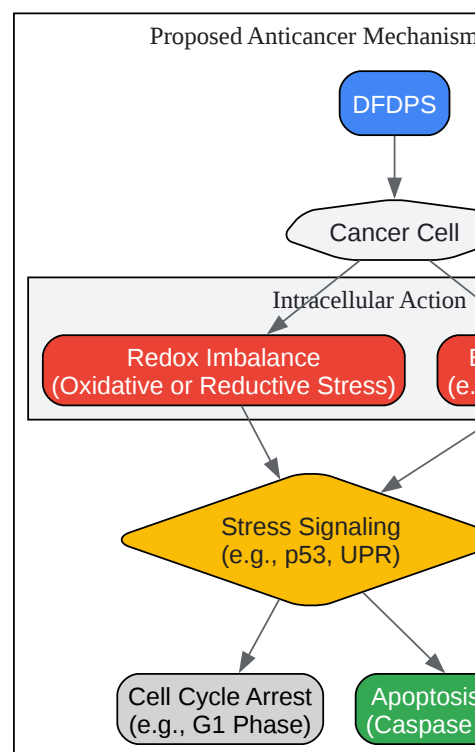 Proposed Anticancer Mechanism
DFDPS
Cancer Cell
Intracellular Action
Redox Imbalance
(Oxidative or Reductive Stress)
(e.
Stress Signaling
(e.g., p53, UPR)
Cell Cycle Arrest
(e.g., G1 Phase)
Apoptosis
(Caspase